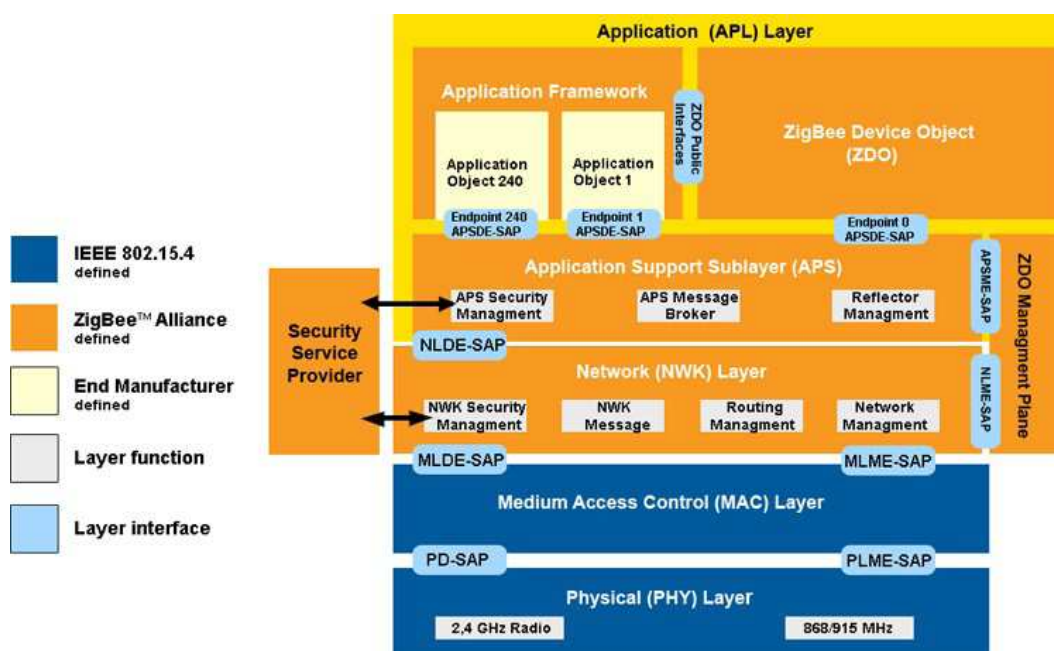 Application (APL) Layer
Application Framework
ZDO Public
Interfaces
ZigBee Device Object
(ZDO)
Application
Object 240
Application
Object 1
Endpoint 240
APSDE-SAP
Endpoint 1
APSDE-SAP
Endpoint 0
APSDE-SAP
IEEE 802.15.4
defined
ZigBee™ Alliance
defined
End Manufacturer
defined
Layer function
Layer interface
Security
Service
Provider
Application Support Sublayer (APS)
APS Security
Managment
APS Message
Broker
Reflector
Managment
APSME-SAP
ZDO Managment Plane
NLDE-SAP
Network (NWK) Layer
NWK Security
Managment
NWK
Message
Routing
Managment
Network
Managment
NLME-SAP
MLDE-SAP
MLME-SAP
Medium Access Control (MAC) Layer
PD-SAP
PLME-SAP
Physical (PHY) Layer
2,4 GHz Radio
868/915 MHz